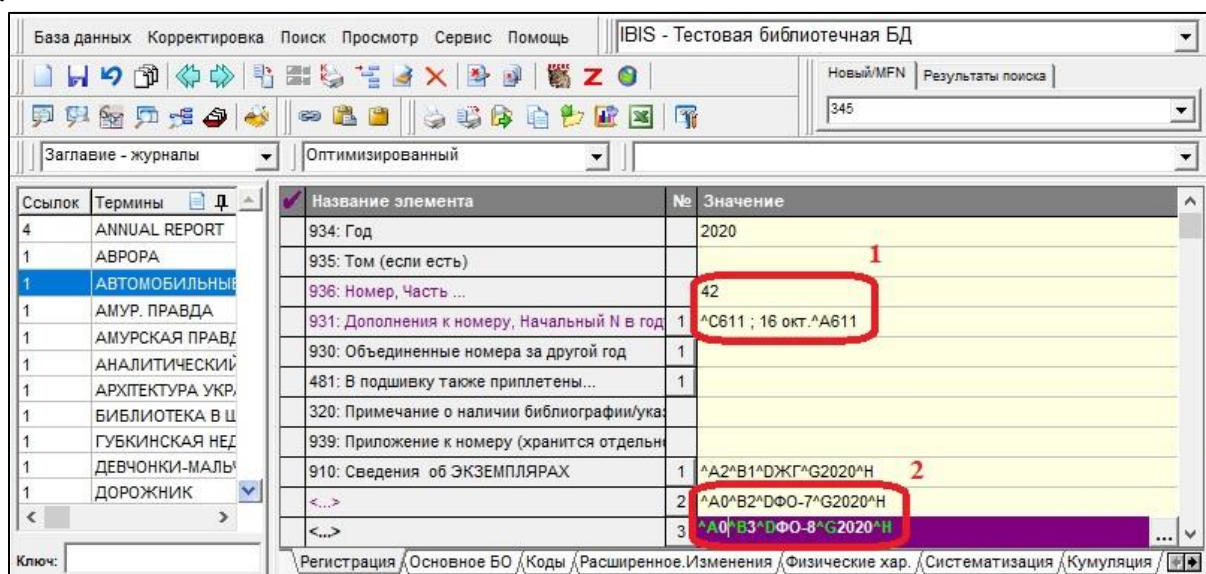 База данных Корректировка Поиск Просмотр Сервис Помощь IBIS - Тестовая библиотечная БД
Новый/MFN Результаты поиска
345
Заглавие - журналы Оптимизированный
Ссылок Термины Название элемента № Значение
4 ANNUAL REPORT 934: Год 2020
1 АВРОРА 935: Том (если есть) 1
1 АВТОМОБИЛЬНЫЕ 936: Номер, Часть ... 42
1 АМУР. ПРАВДА 931: Дополнения к номеру, Начальный N в год 1 ^C611 ; 16 окт.^A611
1 АМУРСКАЯ ПРАВД 930: Объединенные номера за другой год 1
1 АНАЛИТИЧЕСКИЙ 481: В подшивку также приплетены... 1
1 АРХІТЕКТУРА УКР 320: Примечание о наличии библиографии/ука
1 БИБЛИОТЕКА В Ш 939: Приложение к номеру (хранится отдельн
1 ГУБКИНСКАЯ НЕД 910: Сведения об ЭКЗЕМПЛЯРАХ 1 ^A2^B1^DЖГ^G2020^H 2
1 ДЕВЧОНКИ-МАЛЬЧ <...> 2 ^A0^B2^DФО-7^G2020^H
1 ДОРОЖНИК <...> 3 ^A0^B3^DФО-8^G2020^H ...
Ключ: Регистрация Основное БО Коды Расширенное.Изменения Физические хар. Систематизация Кумуляция